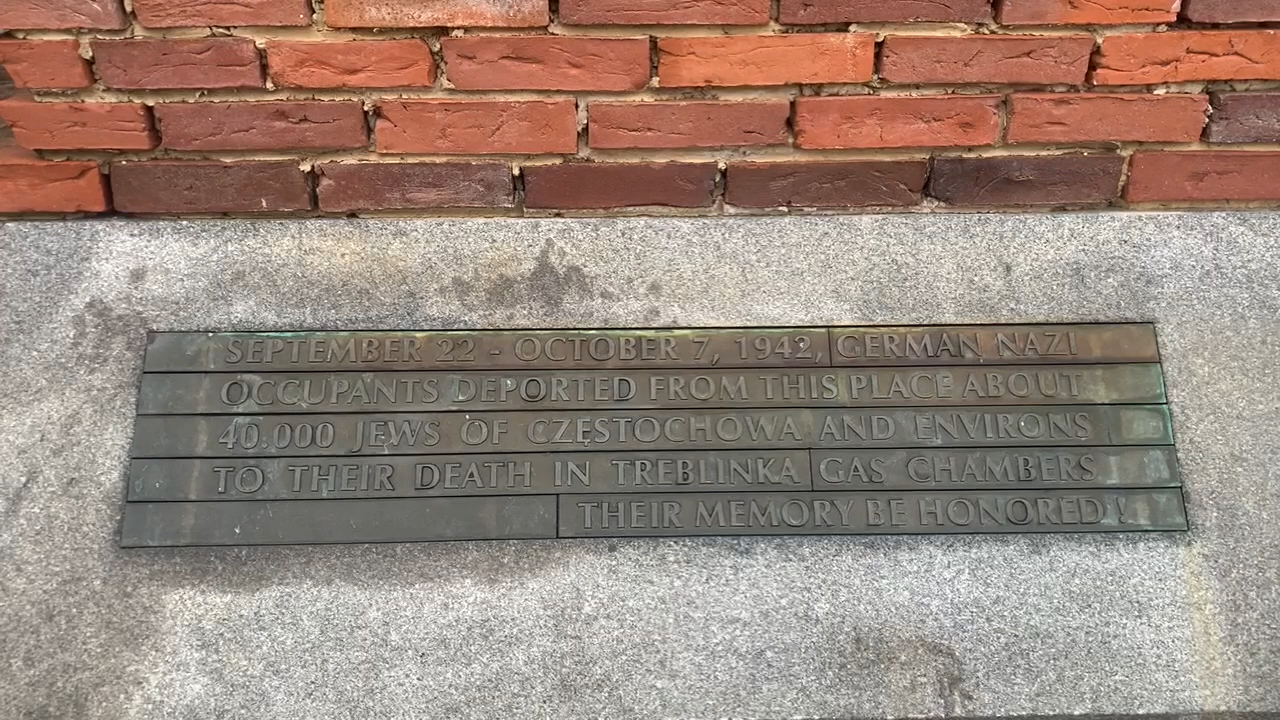 SEPTEMBER 22 - OCTOBER 7, 1942, GERMAN NAZI
OCCUPANTS DEPORTED FROM THIS PLACE ABOUT
40.000 JEWS OF CZĘSTOCHOWA AND ENVIRONS
TO THEIR DEATH IN TREBLINKA GAS CHAMBERS
THEIR MEMORY BE HONORED !